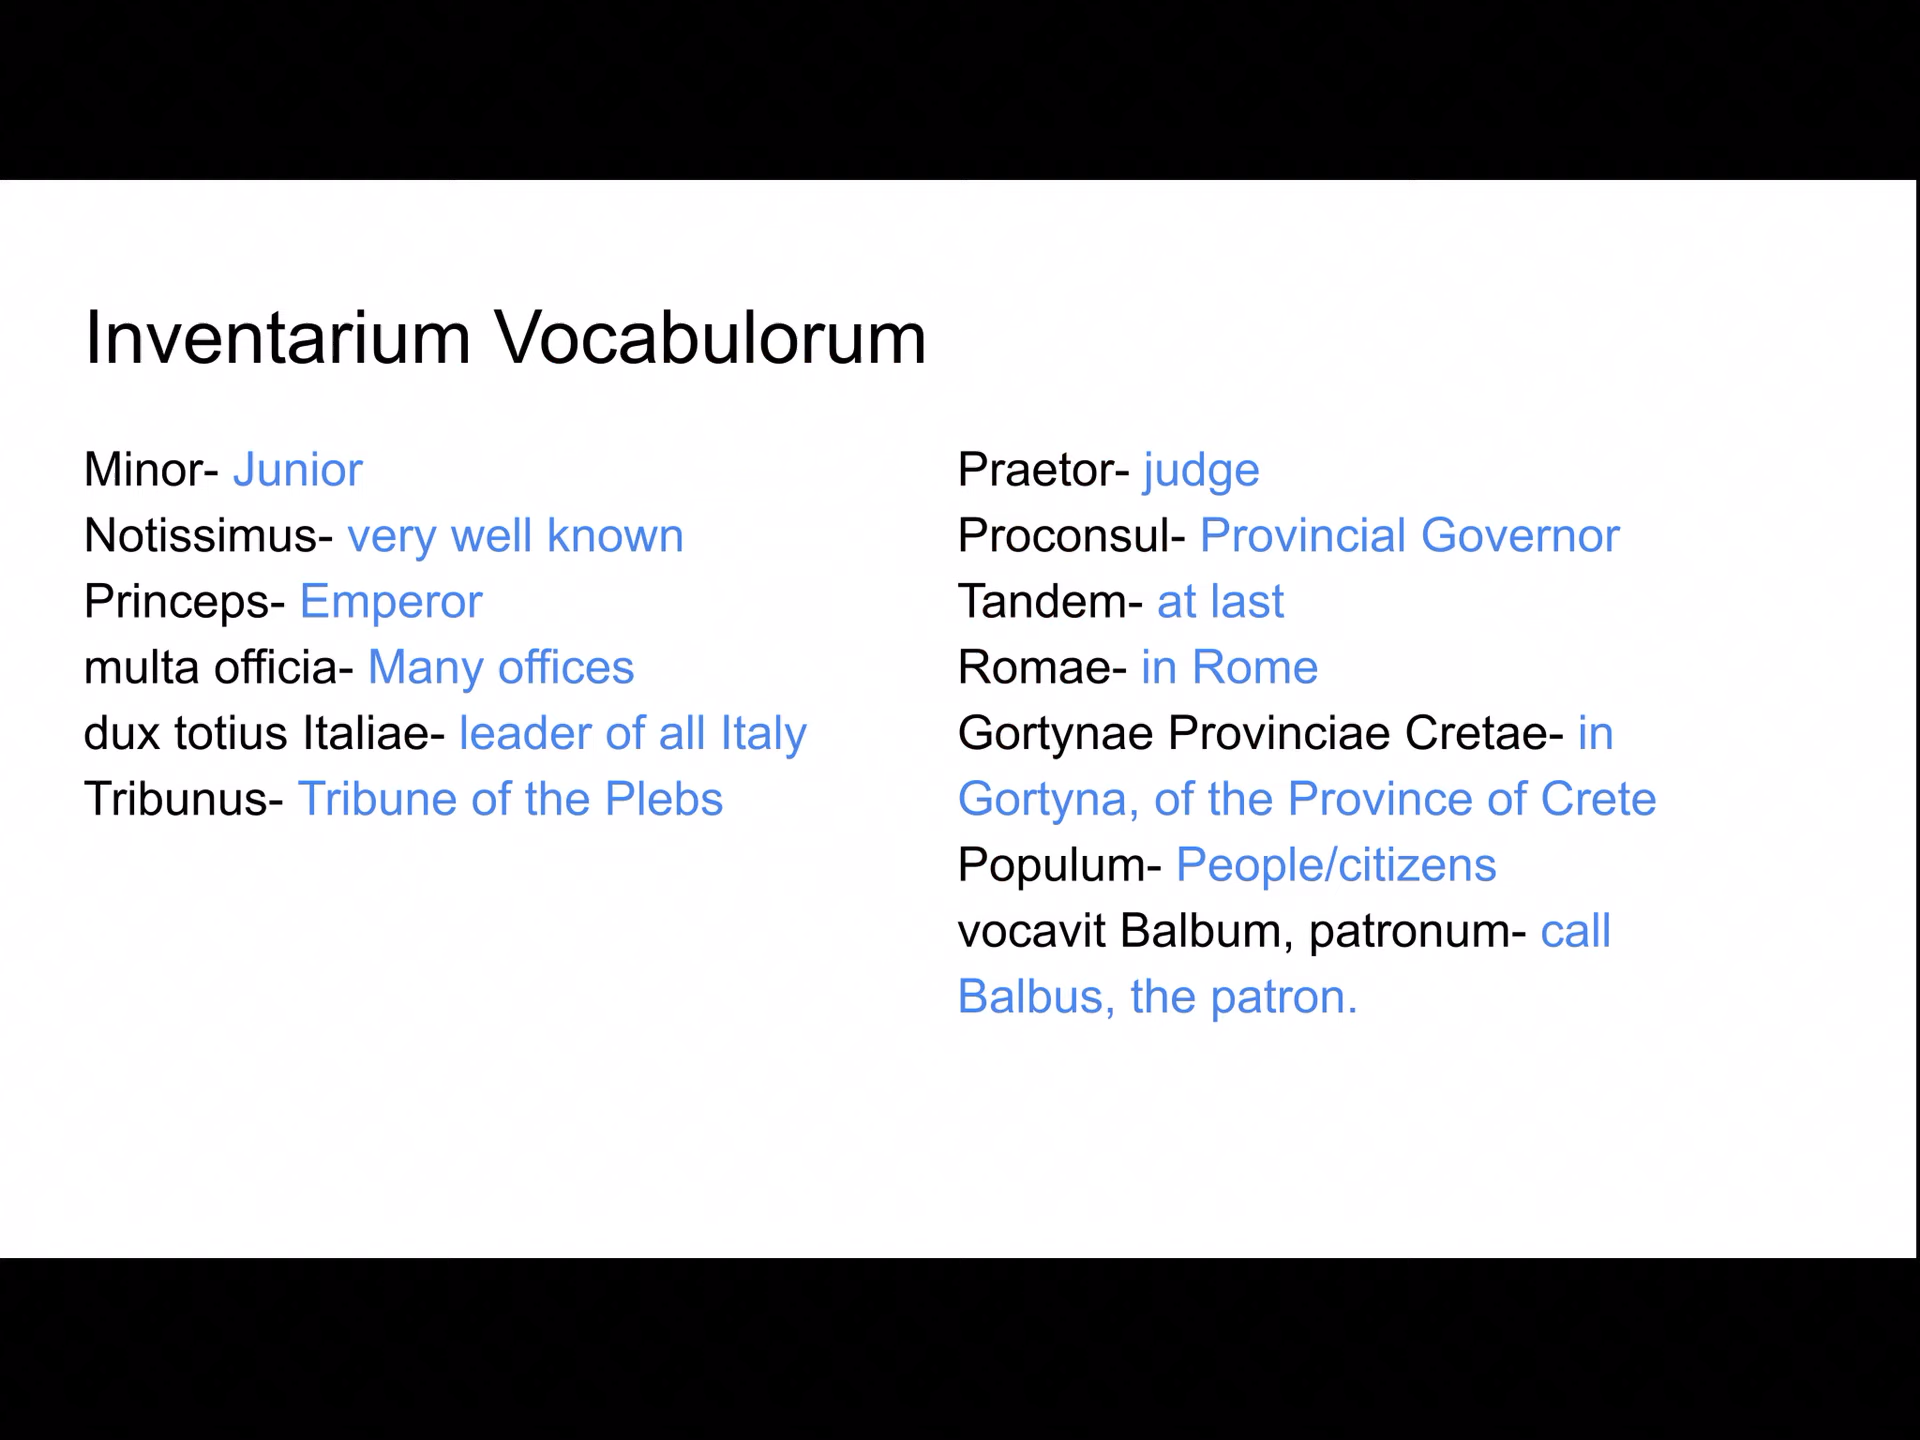 Inventarium Vocabulorum
Minor- Junior
Notissimus- very well known
Princeps- Emperor
multa officia- Many offices
dux totius Italiae- leader of all Italy
Tribunus- Tribune of the Plebs
Praetor- judge
Proconsul- Provincial Governor
Tandem- at last
Romae- in Rome
Gortynae Provinciae Cretae- in
Gortyna, of the Province of Crete
Populum- People/citizens
vocavit Balbum, patronum- call
Balbus, the patron.